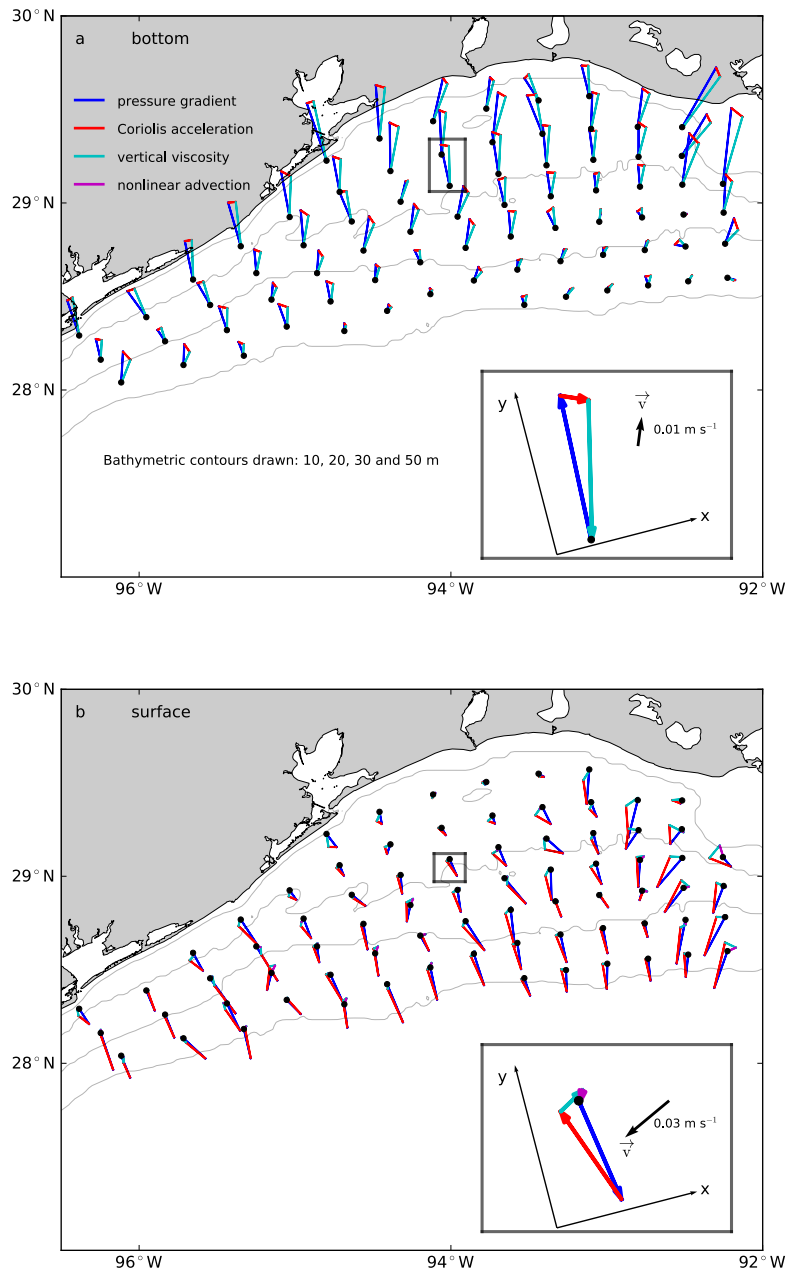 30°N
a bottom
pressure gradient
Coriolis acceleration
vertical viscosity
nonlinear advection
29°N
28°N
y
v
0.01 m s⁻¹
x
Bathymetric contours drawn: 10, 20, 30 and 50 m
96°W 94°W 92°W
30°N
b surface
29°N
28°N
y
0.03 m s⁻¹
v
x
96°W 94°W 92°W